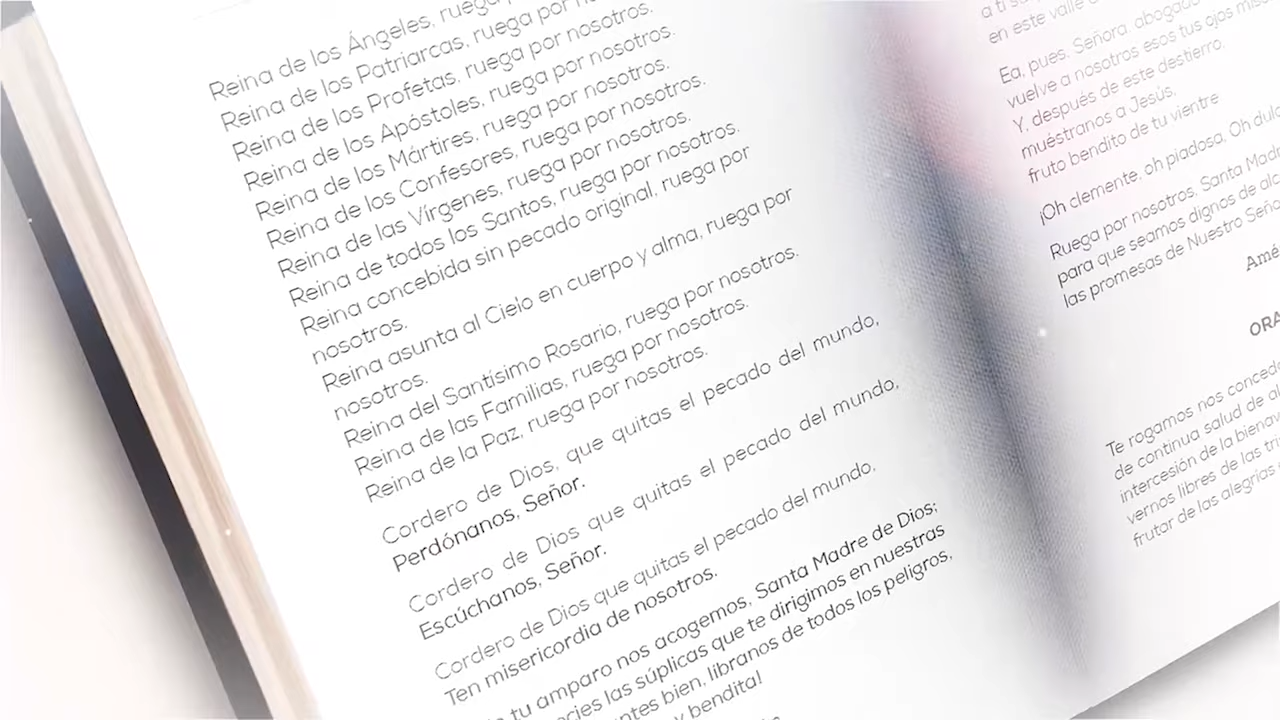 Reina de los Ángeles, ruega
Reina de los Patriarcas, ruega por
Reina de los Profetas, ruega por nosotros.
Reina de los Apóstoles, ruega por nosotros.
Reina de los Mártires, ruega por nosotros.
Reina de los Confesores, ruega por nosotros.
Reina de las Vírgenes, ruega por nosotros.
Reina de todos los Santos, ruega por nosotros.
Reina concebida sin pecado original, ruega por
nosotros.
Reina asunta al Cielo en cuerpo y alma, ruega por
nosotros.
Reina del Santísimo Rosario, ruega por nosotros.
Reina de las Familias, ruega por nosotros.
Reina de la Paz, ruega por nosotros.
Cordero de Dios, que quitas el pecado del mundo,
Perdónanos, Señor.
Cordero de Dios que quitas el pecado del mundo,
Escúchanos, Señor.
Cordero de Dios que quitas el pecado del mundo,
Ten misericordia de nosotros.
tu amparo nos acogemos, Santa Madre de Dios;
las súplicas que te dirigimos en nuestras
bien, líbranos de todos los peligros,
y bendita!
a ti
en este valle
Ea, pues, Señora, abogad
vuelve a nosotros esos tus ojos
Y, después de este destierro,
muéstranos a Jesús,
fruto bendito de tu vientre
¡Oh clemente, oh piadosa, Oh
Ruega por nosotros, Santa
para que seamos dignos de
las promesas de Nuestro
Amé
ORA
Te rogamos nos
de continua salud de
intercesión de la
vernos libres de las
frutar de las alegrías